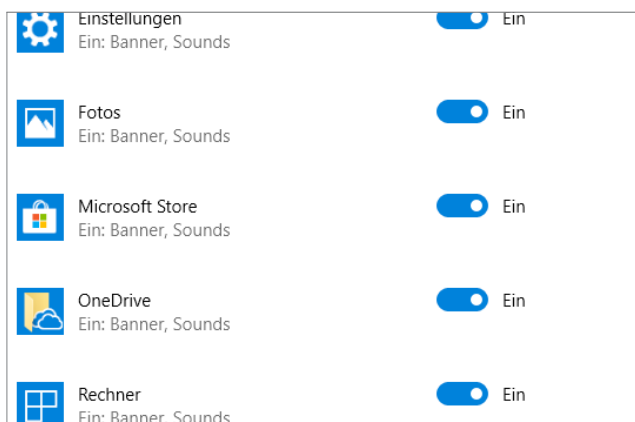 Einstellungen Ein
Ein: Banner, Sounds
Fotos Ein
Ein: Banner, Sounds
Microsoft Store Ein
Ein: Banner, Sounds
OneDrive Ein
Ein: Banner, Sounds
Rechner Ein
Ein: Banner, Sounds